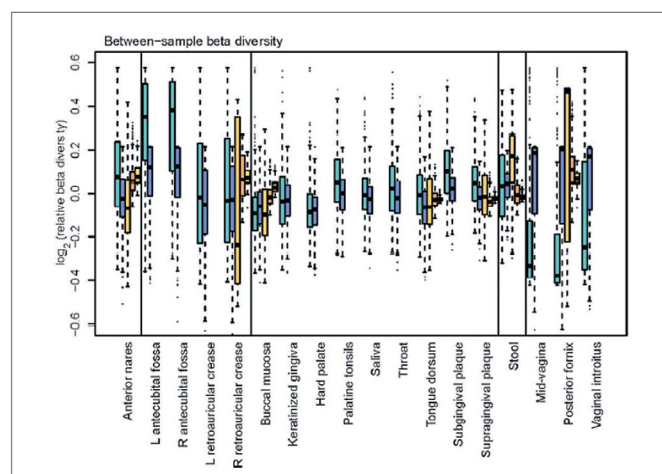 Between-sample beta diversity
log2 (relative beta diversity)
0.6
0.4
0.2
0.0
−0.2
−0.4
−0.6
Anterior nares
L antecubital fossa
R antecubital fossa
L retroauricular crease
R retroauricular crease
Buccal mucosa
Keratinized gingiva
Hard palate
Palatine tonsils
Saliva
Throat
Tongue dorsum
Subgingival plaque
Supragingival plaque
Stool
Mid-vagina
Posterior fornix
Vaginal introitus